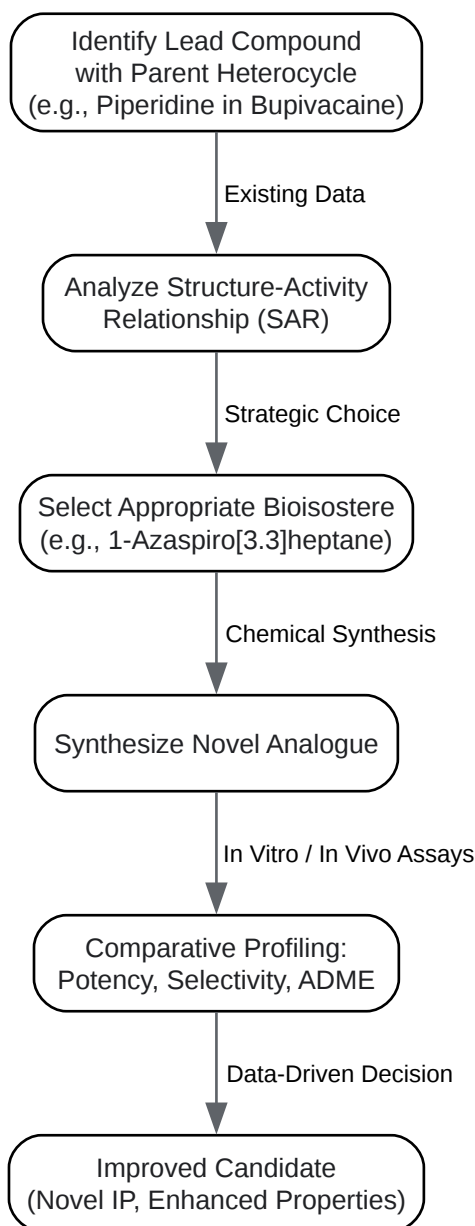 Identify Lead Compound
with Parent Heterocycle
(e.g., Piperidine in Bupivacaine)
Existing Data
Analyze Structure-Activity
Relationship (SAR)
Strategic Choice
Select Appropriate Bioisostere
(e.g., 1-Azaspiro[3.3]heptane)
Chemical Synthesis
Synthesize Novel Analogue
In Vitro / In Vivo Assays
Comparative Profiling:
Potency, Selectivity, ADME
Data-Driven Decision
Improved Candidate
(Novel IP, Enhanced Properties)